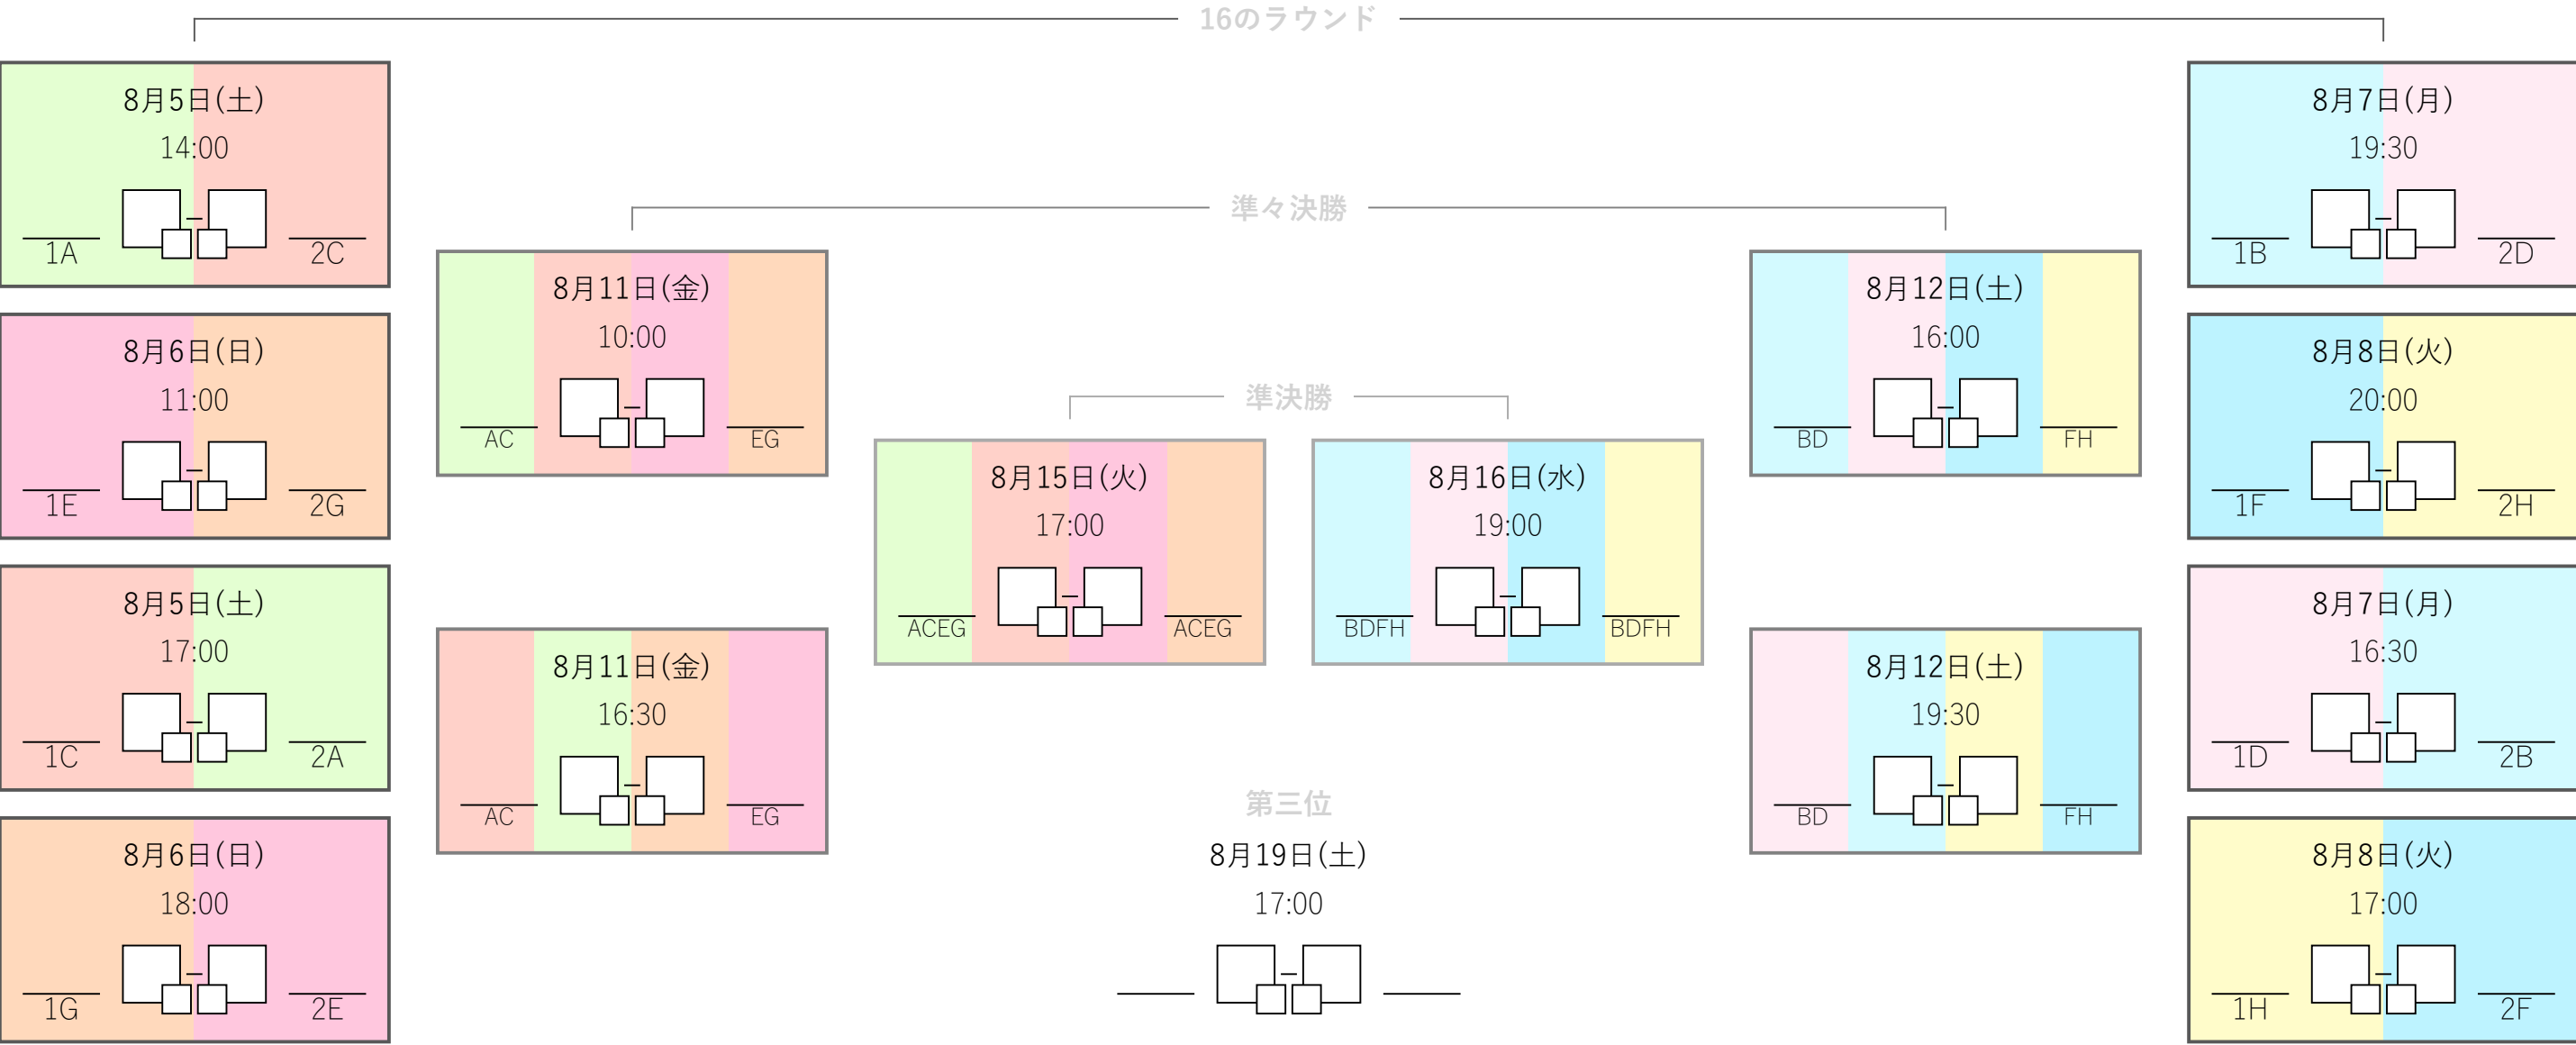 16のラウンド
8月5日(土)
14:00
1A
2C
8月6日(日)
11:00
1E
2G
8月5日(土)
17:00
1C
2A
8月6日(日)
18:00
1G
2E
準々決勝
8月11日(金)
10:00
AC
EG
8月11日(金)
16:30
AC
EG
準決勝
8月15日(火)
17:00
ACEG
ACEG
8月16日(水)
19:00
BDFH
BDFH
第三位
8月19日(土)
17:00
8月12日(土)
16:00
BD
FH
8月12日(土)
19:30
BD
FH
8月7日(月)
19:30
1B
2D
8月8日(火)
20:00
1F
2H
8月7日(月)
16:30
1D
2B
8月8日(火)
17:00
1H
2F